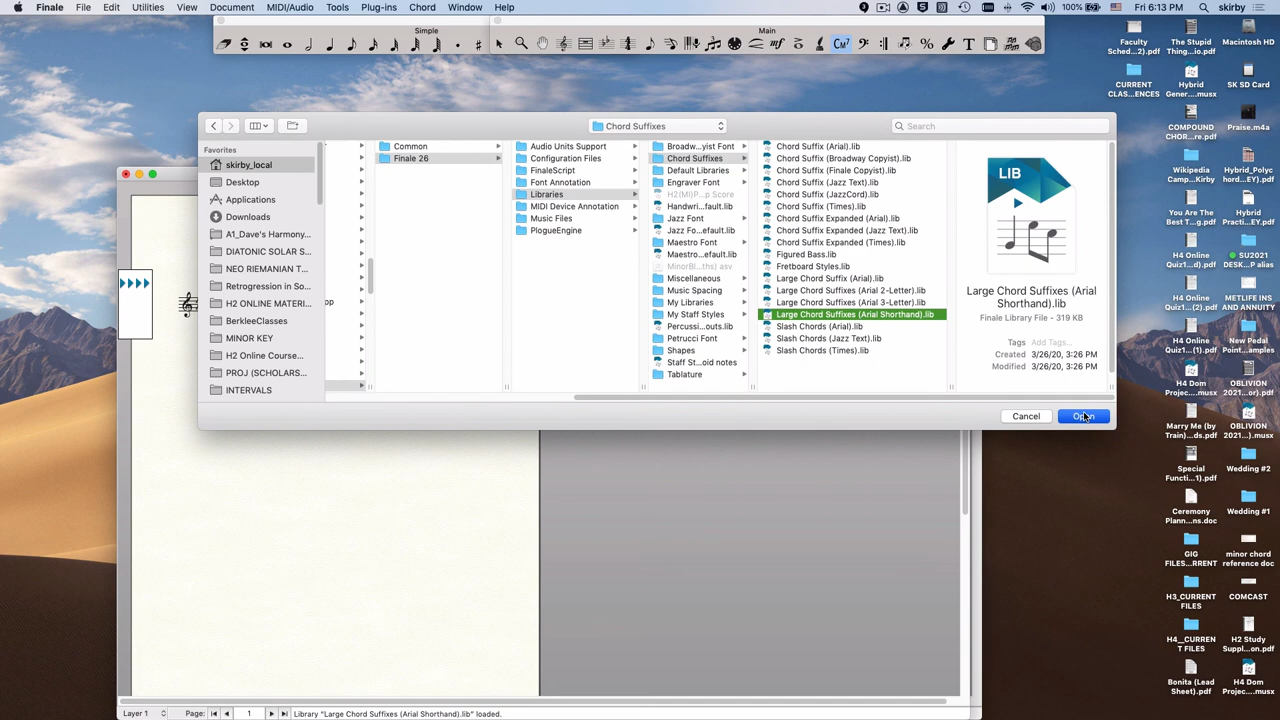 Finale File Edit Utilities View Document MIDI/Audio Tools Plug-ins Chord Window Help
100% Fri 6:13 PM skirby
Simple
Main
CM7
Faculty Sched...2).pdf
The Stupid Thing...io.pdf
Macintosh HD
CURRENT CLAS...ENCES
Hybrid Gener....musx
SK SD Card
COMPOUND CHOR...rm.pdf
Praise.m4a
Wikipedia Camp...Kirby
Hybrid_Polychord...EY.pdf
You Are The Best T...g.pdf
Hybrid Pract...EY.pdf
H4 Online Quiz1...d).pdf
SU2021 DESK...P alias
H4 Online Quiz1...(2).pdf
METLIFE INS AND ANNUITY
H4 Online Quiz1...(1).pdf
New Pedal Point...amples
H4 Dom Projec...D.musx
OBLIVION 2021...or).pdf
Marry Me (by Train)...ds.pdf
OBLIVION 2021...).musx
Special Functi...1).pdf
Wedding #2
Ceremony Plann...ns.doc
Wedding #1
GIG FILES...RRENT
minor chord reference doc
H3_CURRENT FILES
COMCAST
H4__CURRENT FILES
H2 Study Suppl...on.pdf
Bonita (Lead Sheet).pdf
H4 Dom Proj....musx
Chord Suffixes
Search
Favorites
skirby_local
Desktop
Applications
Downloads
A1_Dave's Harmony...
DIATONIC SOLAR S...
NEO RIEMANIAN T...
Retrogression in So...
H2 ONLINE MATERI...
BerkleeClasses
MINOR KEY
H2 Online Course...
PROJ (SCHOLARS...
INTERVALS
pp
Common
Finale 26
Audio Units Support
Configuration Files
FinaleScript
Font Annotation
Libraries
MIDI Device Annotation
Music Files
PlogueEngine
Broadw...yist Font
Chord Suffixes
Default Libraries
Engraver Font
H2(MI)P...p Score
Handwri...fault.lib
Jazz Font
Jazz Fo...efault.lib
Maestro Font
Maestro...efault.lib
MinorBl...ths) asv
Miscellaneous
Music Spacing
My Libraries
My Staff Styles
Percussi...outs.lib
Petrucci Font
Shapes
Staff St...oid notes
Tablature
Chord Suffix (Arial).lib
Chord Suffix (Broadway Copyist).lib
Chord Suffix (Finale Copyist).lib
Chord Suffix (Jazz Text).lib
Chord Suffix (JazzCord).lib
Chord Suffix (Times).lib
Chord Suffix Expanded (Arial).lib
Chord Suffix Expanded (Jazz Text).lib
Chord Suffix Expanded (Times).lib
Figured Bass.lib
Fretboard Styles.lib
Large Chord Suffix (Arial).lib
Large Chord Suffixes (Arial 2-Letter).lib
Large Chord Suffixes (Arial 3-Letter).lib
Large Chord Suffixes (Arial Shorthand).lib
Slash Chords (Arial).lib
Slash Chords (Jazz Text).lib
Slash Chords (Times).lib
LIB
Large Chord Suffixes (Arial
Shorthand).lib
Finale Library File - 319 KB
Tags Add Tags...
Created 3/26/20, 3:26 PM
Modified 3/26/20, 3:26 PM
Cancel Open
Layer 1 Page: 1 Library "Large Chord Suffixes (Arial Shorthand).lib" loaded.